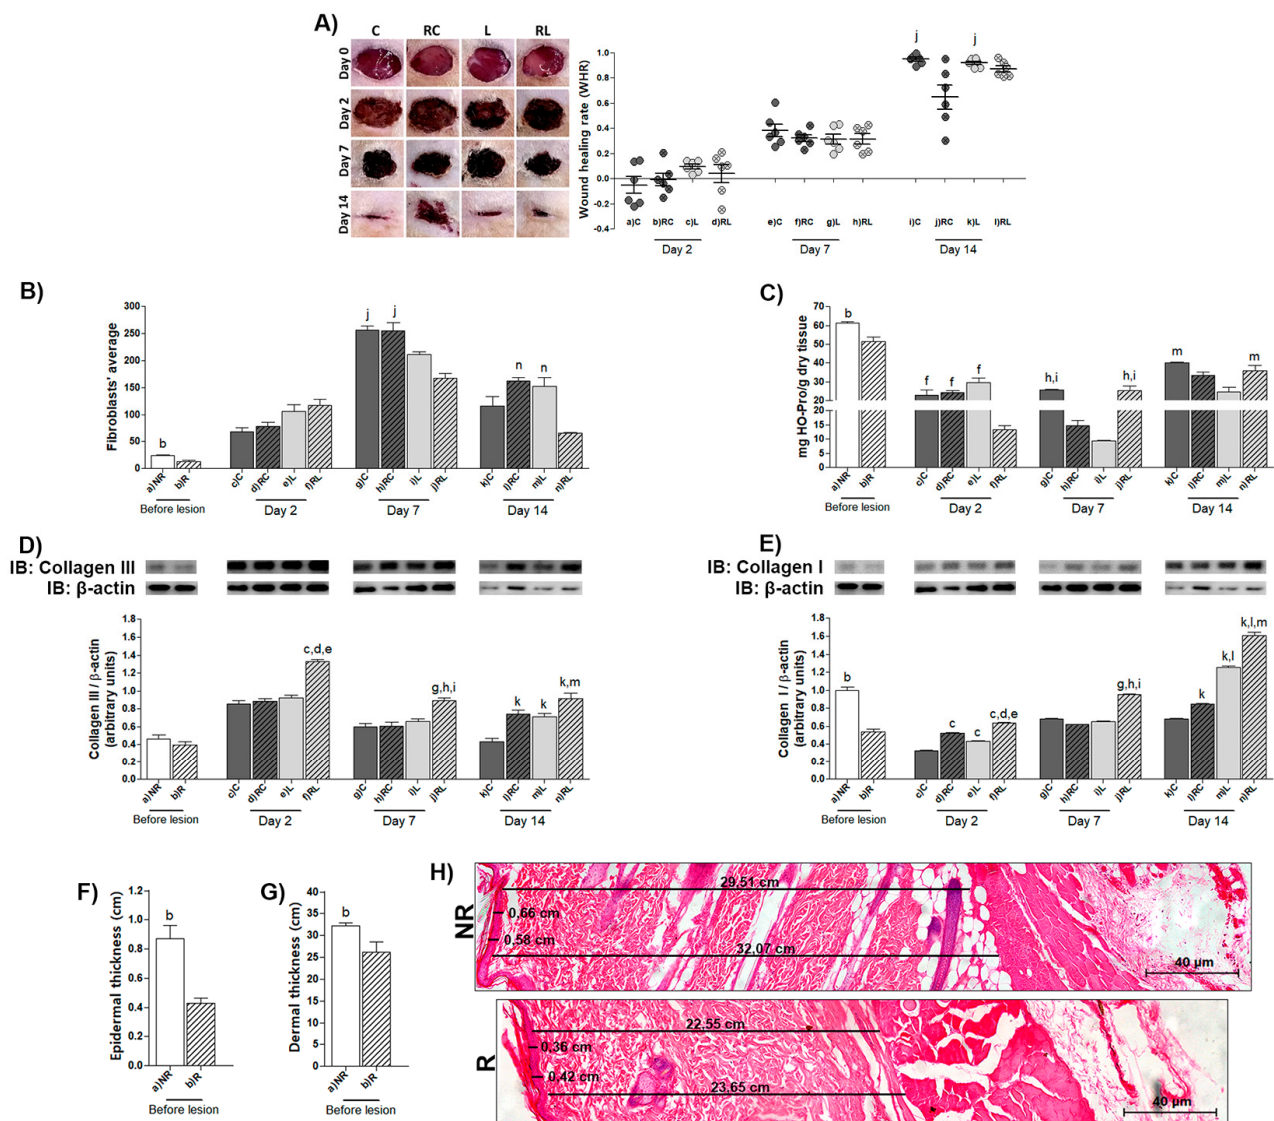 A)
C RC L RL
Day 0
Day 2
Day 7
Day 14
Wound healing rate (WHR)
1.0
0.8
0.6
0.4
0.2
0.0
-0.2
-0.4
j j
a)C b)RC c)L d)RL e)C f)RC g)L h)RL i)C j)RC k)L l)RL
Day 2 Day 7 Day 14
B)
Fibroblasts' average
300
250
200
150
100
50
0
b j j n n
a)NR b)R c)C d)RC e)L f)RL g)C h)RC i)L j)RL k)C l)RC m)L n)RL
Before lesion Day 2 Day 7 Day 14
C)
mg HO-Pro/g dry tissue
70
60
50
40
30
20
20
15
10
5
0
b f f f h,i h,i m m
a)NR b)R c)C d)RC e)L f)RL g)C h)RC i)L j)RL k)C l)RC m)L n)RL
Before lesion Day 2 Day 7 Day 14
D)
IB: Collagen III
IB: β-actin
Collagen III / β-actin
(arbitrary units)
1.8
1.6
1.4
1.2
1.0
0.8
0.6
0.4
0.2
0.0
c,d,e g,h,i k k k,m
a)NR b)R c)C d)RC e)L f)RL g)C h)RC i)L j)RL k)C l)RC m)L n)RL
Before lesion Day 2 Day 7 Day 14
E)
IB: Collagen I
IB: β-actin
Collagen I / β-actin
(arbitrary units)
1.8
1.6
1.4
1.2
1.0
0.8
0.6
0.4
0.2
0.0
b c c c,d,e g,h,i k k,l k,l,m
a)NR b)R c)C d)RC e)L f)RL g)C h)RC i)L j)RL k)C l)RC m)L n)RL
Before lesion Day 2 Day 7 Day 14
F)
Epidermal thickness (cm)
1.2
1.0
0.8
0.6
0.4
0.2
0.0
b
a)NR b)R
Before lesion
G)
Dermal thickness (cm)
40
35
30
25
20
15
10
5
0
b
a)NR b)R
Before lesion
H)
NR
29,51 cm
0,66 cm
0,58 cm
32,07 cm
40 µm
R
22,55 cm
0,36 cm
0,42 cm
23,65 cm
40 µm